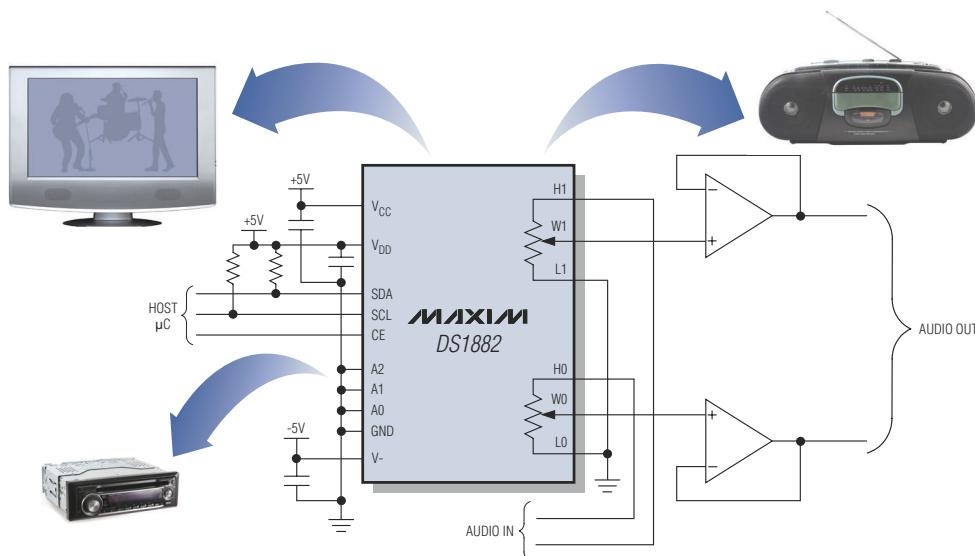 +5V
VCC
+5V
VDD
SDA
SCL
CE
HOST
µC
A2
A1
A0
GND
-5V
V-
MAXIM
DS1882
H1
W1
L1
H0
W0
L0
AUDIO IN
AUDIO OUT